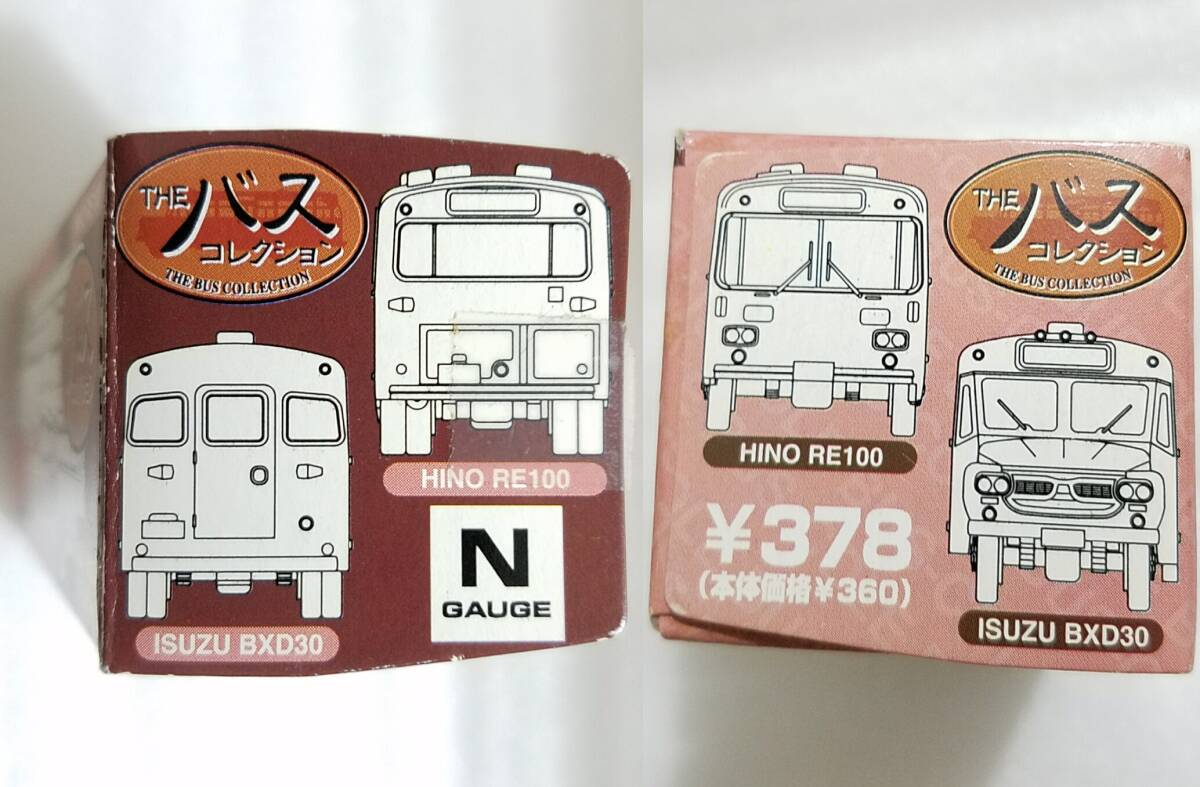 THE バス
コレクション
THE BUS COLLECTION
HINO RE100
N
GAUGE
ISUZU BXD30
THE バス
コレクション
THE BUS COLLECTION
HINO RE100
¥378
(本体価格¥360)
ISUZU BXD30